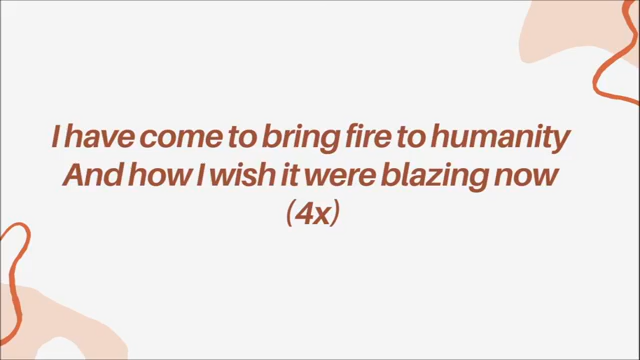 I have come to bring fire to humanity
And how I wish it were blazing now
(4x)